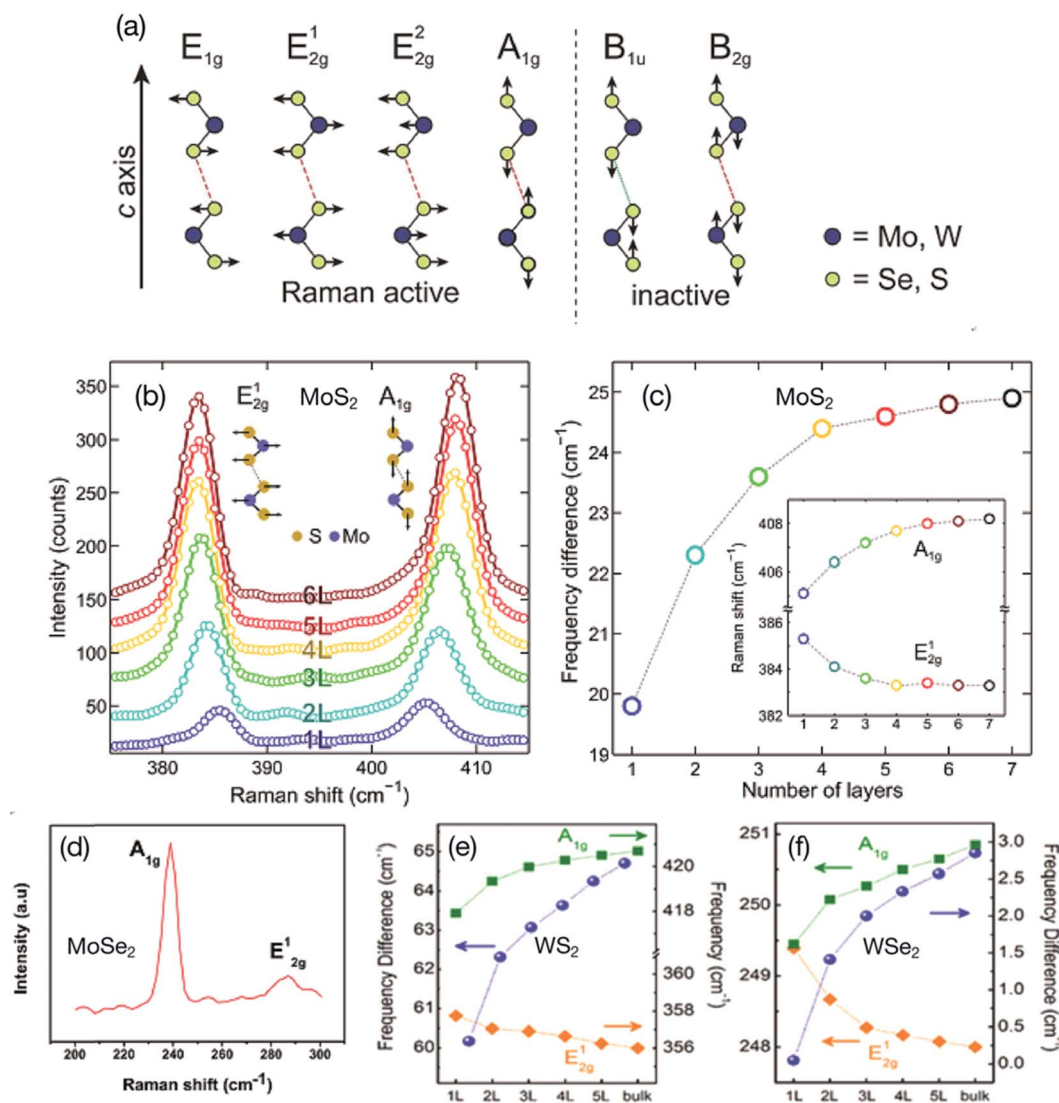 (a)
E1g E¹2g E²2g A1g B1u B2g
c axis
Raman active
inactive
= Mo, W
= Se, S
(b)
E¹2g MoS2 A1g
S Mo
350
300
250
200
150
100
50
6L
5L
4L
3L
2L
1L
380 390 400 410
Intensity (counts)
Raman shift (cm⁻¹)
(c)
MoS2
25
24
23
22
21
20
19
Frequency difference (cm⁻¹)
408
406
386
384
382
Raman shift (cm⁻¹)
A1g
E¹2g
1 2 3 4 5 6 7
1 2 3 4 5 6 7
Number of layers
(d)
A1g
MoSe2
E¹2g
Intensity (a.u)
200 220 240 260 280 300
Raman shift (cm⁻¹)
(e)
A1g
WS2
E¹2g
65
64
63
62
61
60
Frequency Difference (cm⁻¹)
420
418
360
358
356
Frequency (cm⁻¹)
1L 2L 3L 4L 5L bulk
(f)
A1g
WSe2
E¹2g
251
250
249
248
3.0
2.5
2.0
1.5
1.0
0.5
0.0
Frequency Difference (cm⁻¹)
1L 2L 3L 4L 5L bulk